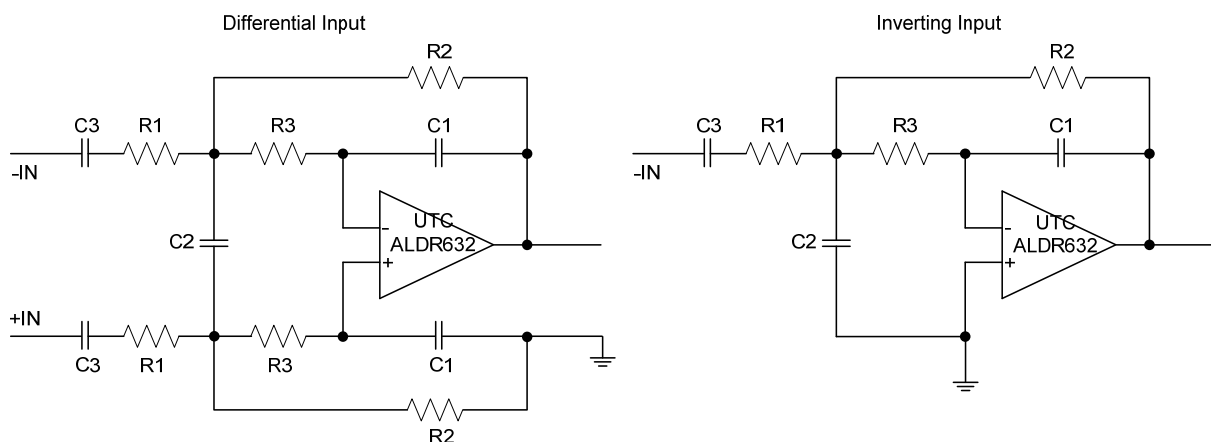 Differential Input
R2
C3
R1
R3
C1
-IN
UTC
ALDR632
-
+
C2
+IN
C3
R1
R3
C1
R2
Inverting Input
R2
C3
R1
R3
C1
-IN
UTC
ALDR632
-
+
C2